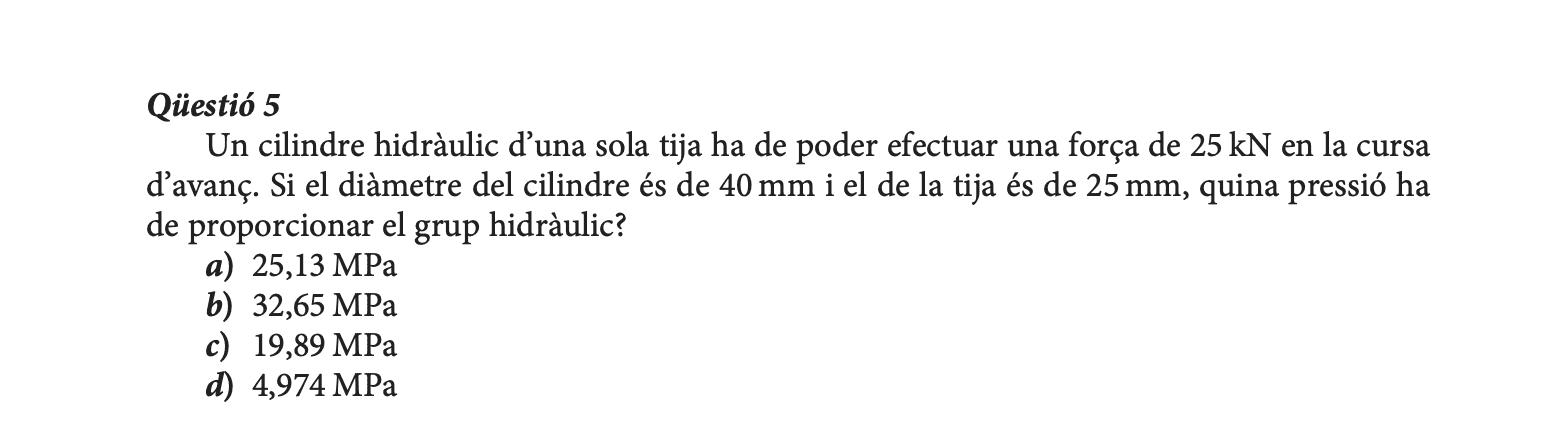 Qüestió 5
Un cilindre hidràulic d’una sola tija ha de poder efectuar una força de 25 kN en la cursa
d’avanç. Si el diàmetre del cilindre és de 40 mm i el de la tija és de 25 mm, quina pressió ha
de proporcionar el grup hidràulic?
a) 25,13 MPa
b) 32,65 MPa
c) 19,89 MPa
d) 4,974 MPa